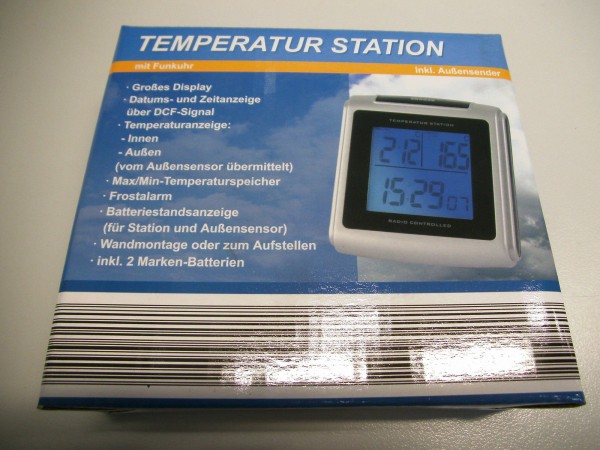 TEMPERATUR STATION
mit Funkuhr
inkl. Außensender
· Großes Display
· Datums- und Zeitanzeige
über DCF-Signal
· Temperaturanzeige:
- Innen
- Außen
(vom Außensensor übermittelt)
· Max/Min-Temperaturspeicher
· Frostalarm
· Batteriestandsanzeige
(für Station und Außensensor)
· Wandmontage oder zum Aufstellen
· inkl. 2 Marken-Batterien
TEMPERATUR STATION
21.2 16.5
15:29 07
RADIO CONTROLLED